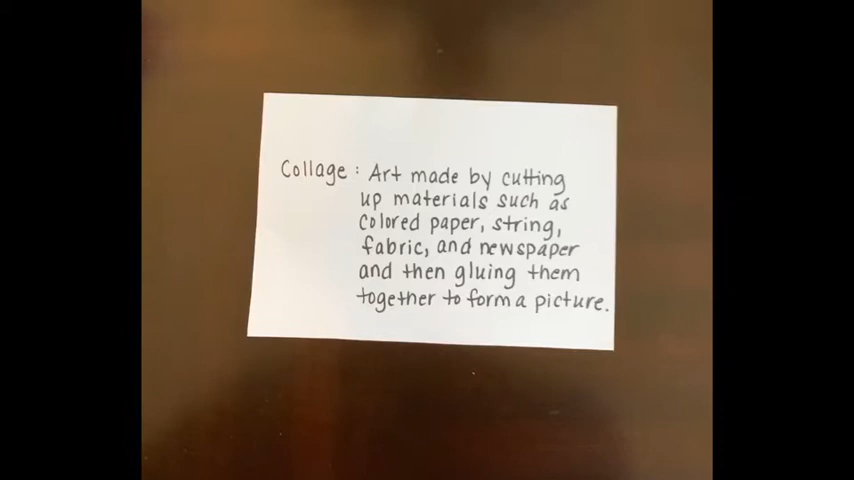 Collage : Art made by cutting
up materials such as
colored paper, string,
fabric, and newspaper
and then gluing them
together to form a picture.